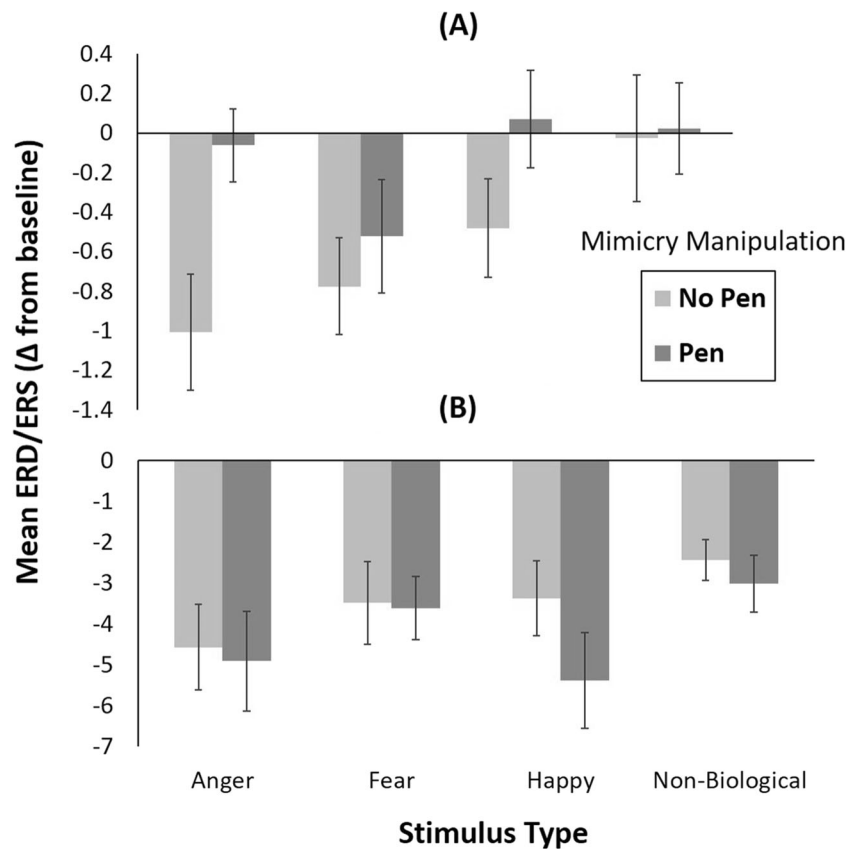 (A)
0.4
0.2
0
-0.2
-0.4
-0.6
-0.8
-1
-1.2
-1.4
Mean ERD/ERS (Δ from baseline)
Mimicry Manipulation
No Pen
Pen
(B)
0
-1
-2
-3
-4
-5
-6
-7
Anger Fear Happy Non-Biological
Stimulus Type